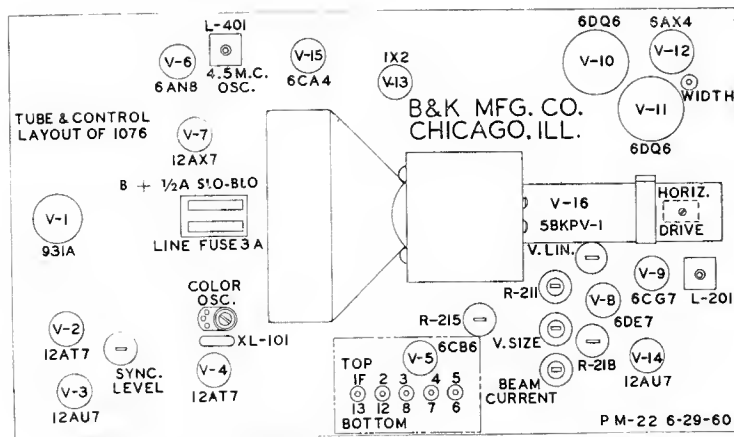 L-401
4.5 M.C.
OSC.
V-6
6AN8
V-15
6CA4
1X2
V-13
6DQ6
V-10
5AX4
V-12
WIDTH
V-11
6DQ6
B&K MFG. CO.
CHICAGO, ILL.
TUBE & CONTROL
LAYOUT OF 1076
V-7
12AX7
B + 1/2A SLO-BLO
LINE FUSE 3A
V-1
931A
V-16
5BKPV-1
HORIZ.
DRIVE
V. LIN.
V-9
6CG7
L-201
R-211
V-8
6DE7
COLOR
OSC.
XL-101
V-2
12AT7
SYNC.
LEVEL
V-3
12AU7
V-4
12AT7
R-215
6CB6
V-5
V. SIZE
R-218
V-14
12AU7
BEAM
CURRENT
TOP
1F 2 3 4 5
13 12 8 7 6
BOTTOM
PM-22 6-29-60